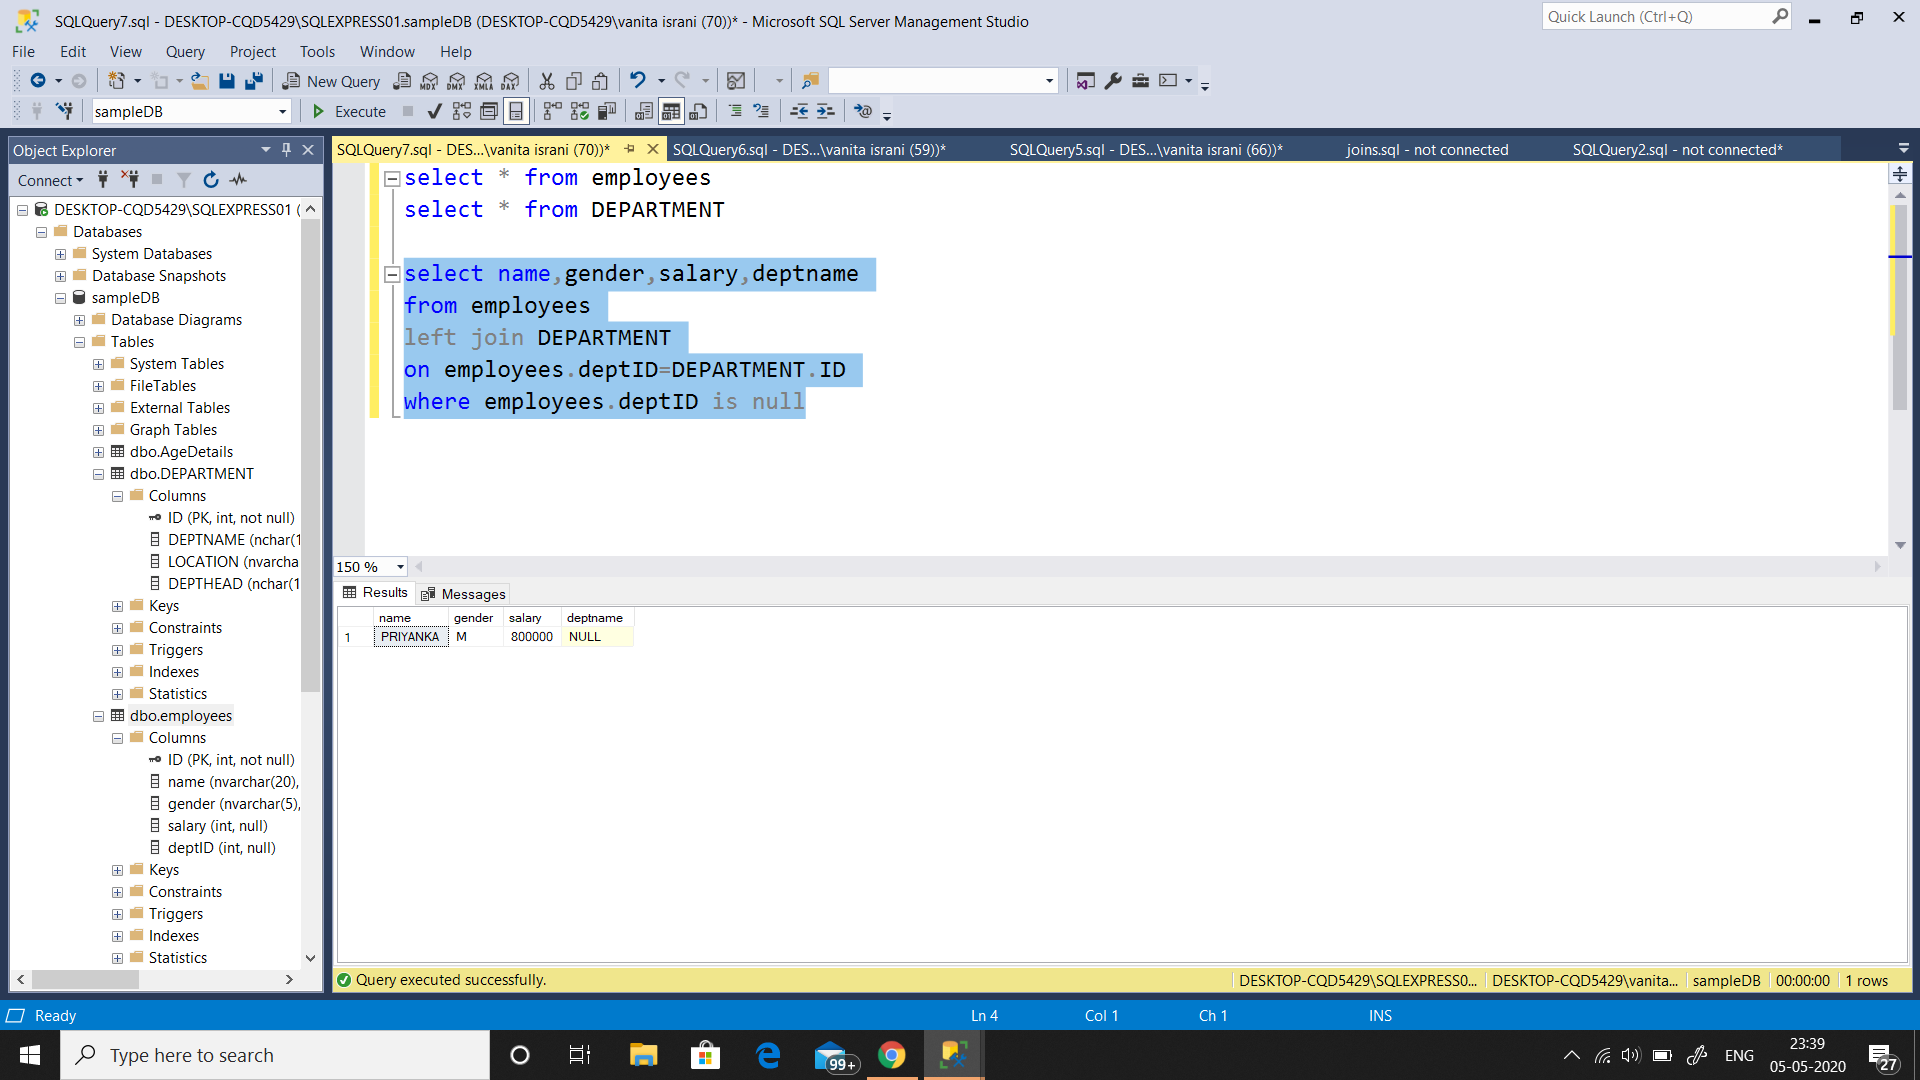 SQLQuery7.sql - DESKTOP-CQD5429\SQLEXPRESS01.sampleDB (DESKTOP-CQD5429\vanita israni (70))* - Microsoft SQL Server Management Studio
Quick Launch (Ctrl+Q)
File Edit View Query Project Tools Window Help
New Query MDX DMX XMLA DAX
sampleDB Execute
Object Explorer
Connect
DESKTOP-CQD5429\SQLEXPRESS01 (
Databases
System Databases
Database Snapshots
sampleDB
Database Diagrams
Tables
System Tables
FileTables
External Tables
Graph Tables
dbo.AgeDetails
dbo.DEPARTMENT
Columns
ID (PK, int, not null)
DEPTNAME (nchar(1
LOCATION (nvarcha
DEPTHEAD (nchar(1
Keys
Constraints
Triggers
Indexes
Statistics
dbo.employees
Columns
ID (PK, int, not null)
name (nvarchar(20),
gender (nvarchar(5),
salary (int, null)
deptID (int, null)
Keys
Constraints
Triggers
Indexes
Statistics
SQLQuery7.sql - DES...\vanita israni (70))* SQLQuery6.sql - DES...\vanita israni (59))* SQLQuery5.sql - DES...\vanita israni (66))* joins.sql - not connected SQLQuery2.sql - not connected*
select * from employees
select * from DEPARTMENT
select name,gender,salary,deptname
from employees
left join DEPARTMENT
on employees.deptID=DEPARTMENT.ID
where employees.deptID is null
150 %
Results Messages
name gender salary deptname
1 PRIYANKA M 800000 NULL
Query executed successfully. DESKTOP-CQD5429\SQLEXPRESS0... DESKTOP-CQD5429\vanita... sampleDB 00:00:00 1 rows
Ready Ln 4 Col 1 Ch 1 INS
Type here to search
99+
ENG
23:39
05-05-2020
27